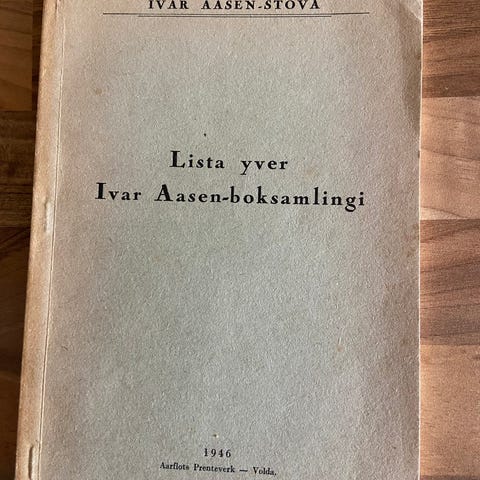 IVAR AASEN-STOVA
Lista yver
Ivar Aasen-boksamlingi
1946
Aarflots Prenteverk — Volda.